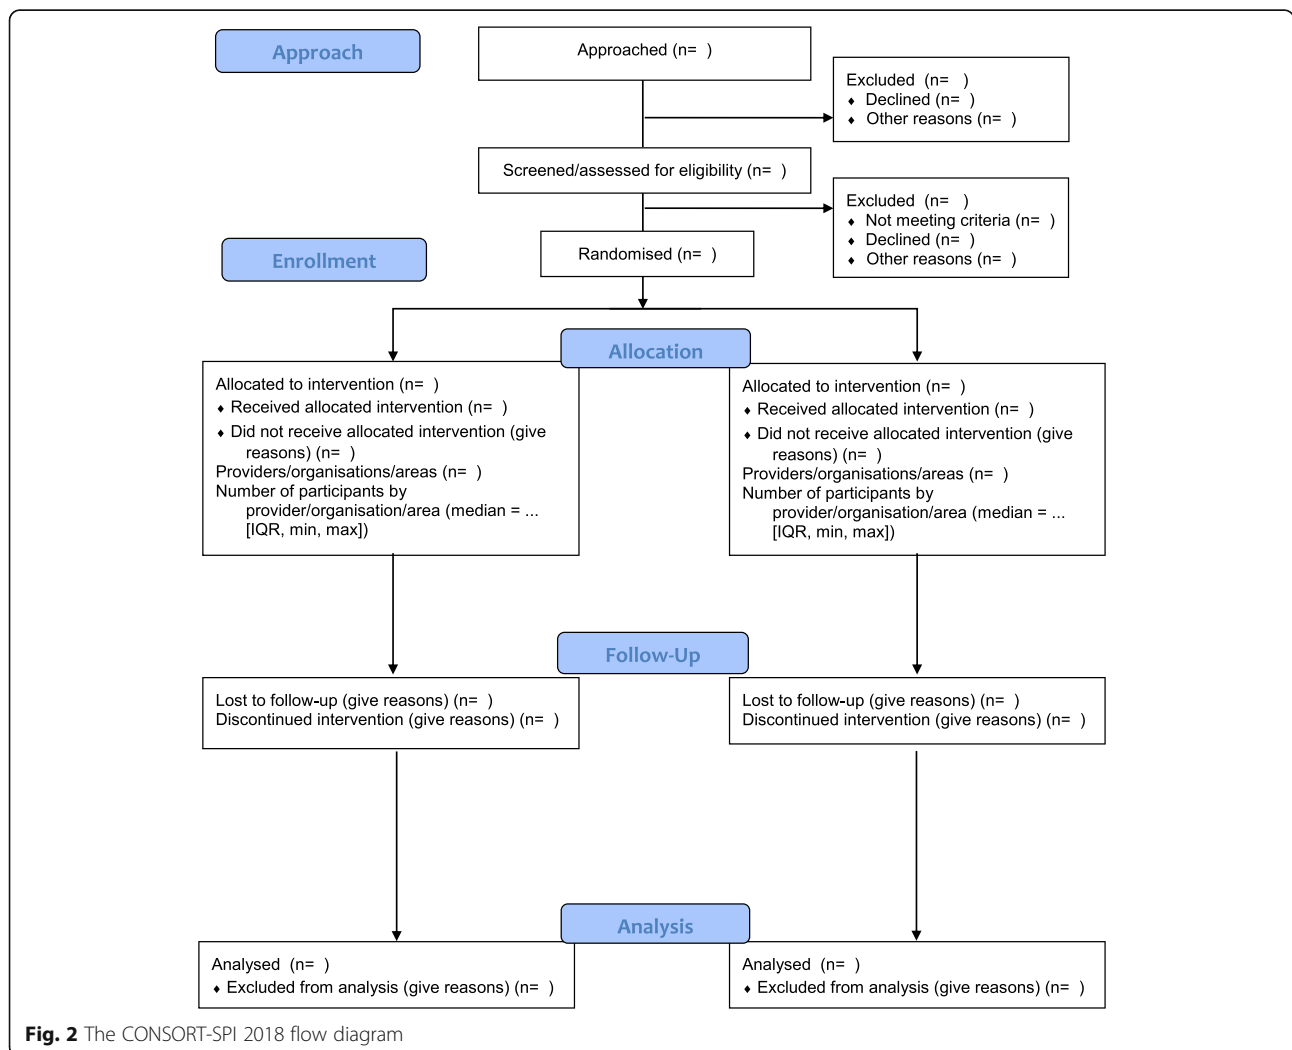 Approach
Approached (n=  )
Excluded  (n=   )
♦ Declined (n=  )
♦ Other reasons (n=  )
Screened/assessed for eligibility (n=  )
Excluded  (n=   )
♦ Not meeting criteria (n=  )
♦ Declined (n=  )
♦ Other reasons (n=  )
Enrollment
Randomised (n=  )
Allocation
Allocated to intervention (n=  )
♦ Received allocated intervention (n=  )
♦ Did not receive allocated intervention (give
reasons) (n=  )
Providers/organisations/areas (n=  )
Number of participants by
provider/organisation/area (median = ...
[IQR, min, max])
Allocated to intervention (n=  )
♦ Received allocated intervention (n=  )
♦ Did not receive allocated intervention (give
reasons) (n=  )
Providers/organisations/areas (n=  )
Number of participants by
provider/organisation/area (median = ...
[IQR, min, max])
Follow-Up
Lost to follow-up (give reasons) (n=  )
Discontinued intervention (give reasons) (n=  )
Lost to follow-up (give reasons) (n=  )
Discontinued intervention (give reasons) (n=  )
Analysis
Analysed  (n=  )
♦ Excluded from analysis (give reasons) (n=  )
Analysed  (n=  )
♦ Excluded from analysis (give reasons) (n=  )
Fig. 2 The CONSORT-SPI 2018 flow diagram